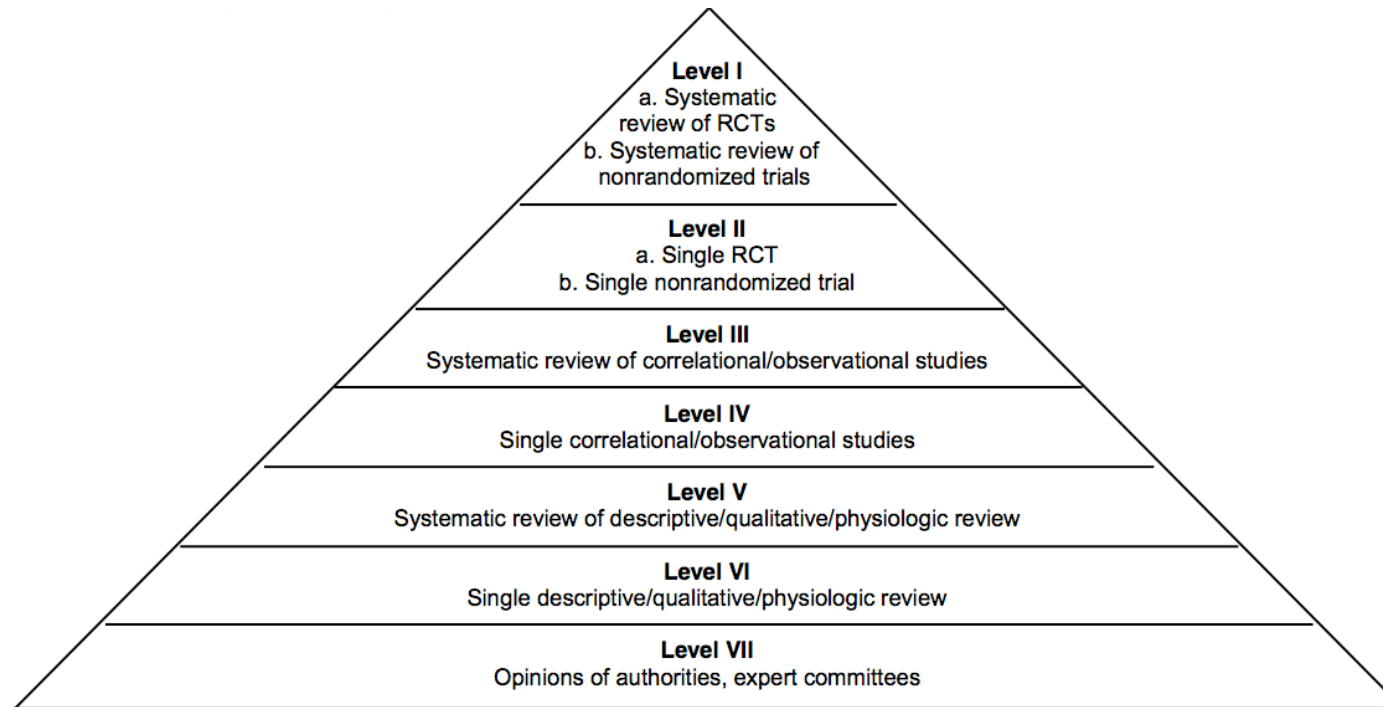 Level I
a. Systematic
review of RCTs
b. Systematic review of
nonrandomized trials
Level II
a. Single RCT
b. Single nonrandomized trial
Level III
Systematic review of correlational/observational studies
Level IV
Single correlational/observational studies
Level V
Systematic review of descriptive/qualitative/physiologic review
Level VI
Single descriptive/qualitative/physiologic review
Level VII
Opinions of authorities, expert committees